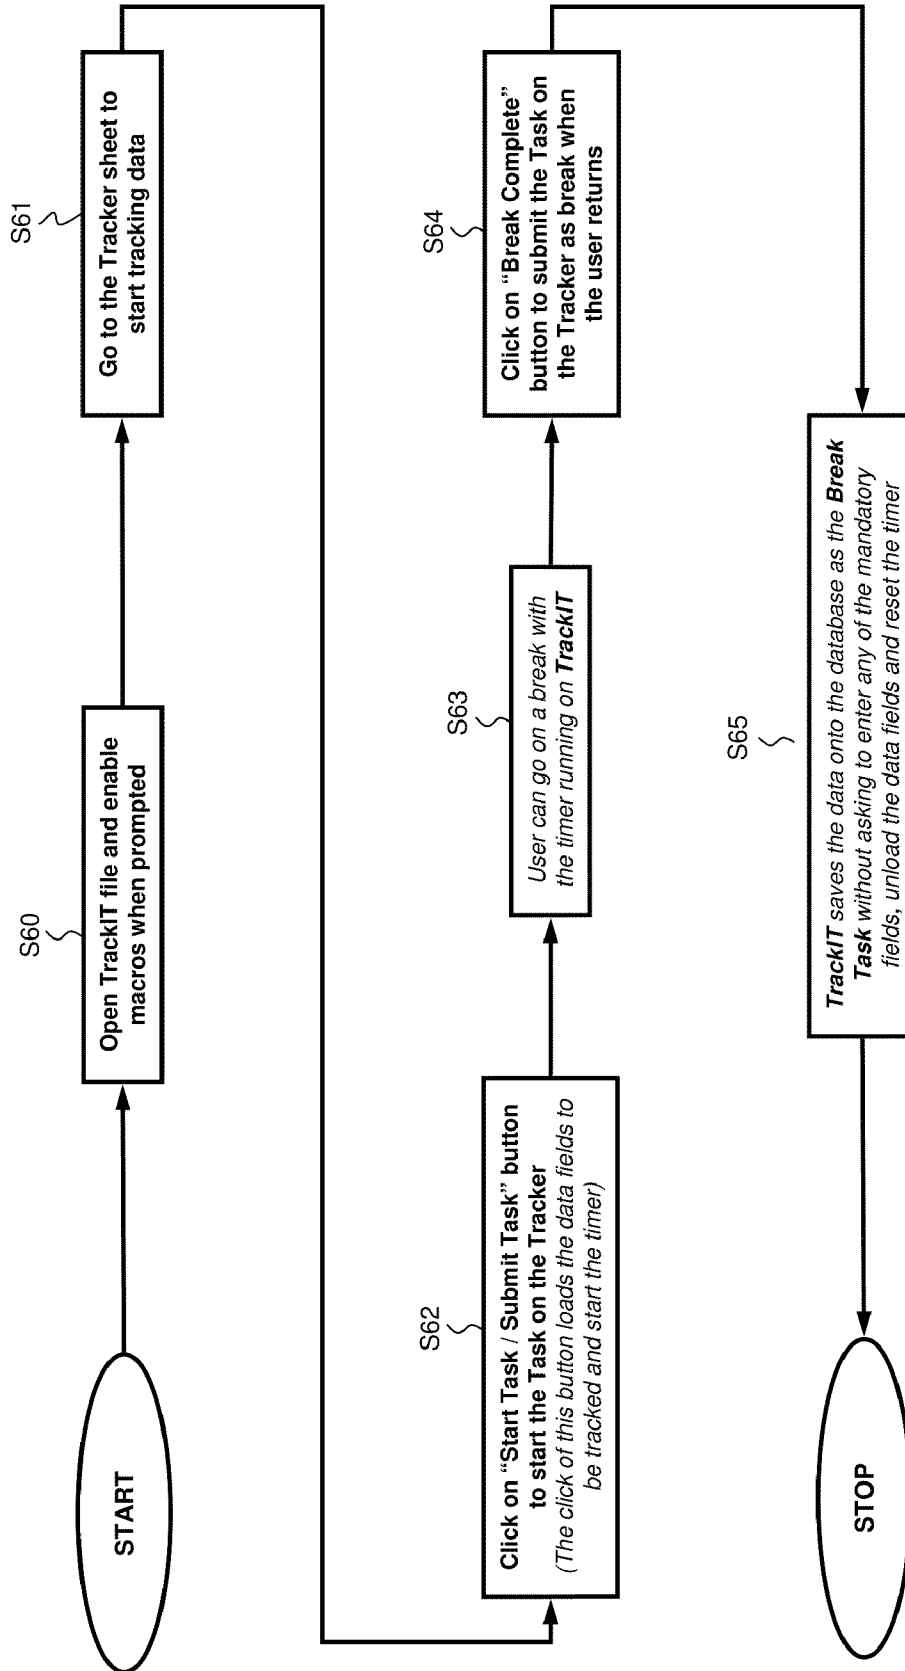 START
S60
Open TrackIT file and enable
macros when prompted
S61
Go to the Tracker sheet to
start tracking data
S62
Click on “Start Task / Submit Task” button
to start the Task on the Tracker
(The click of this button loads the data fields to
be tracked and start the timer)
S63
User can go on a break with
the timer running on TrackIT
S64
Click on “Break Complete”
button to submit the Task on
the Tracker as break when
the user returns
S65
TrackIT saves the data onto the database as the Break
Task without asking to enter any of the mandatory
fields, unload the data fields and reset the timer
STOP